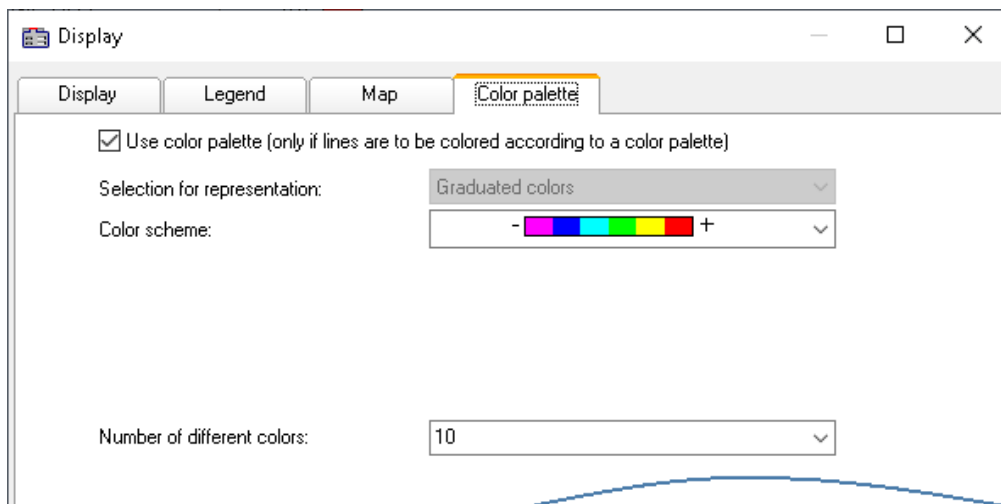 Display
Display Legend Map Color palette
Use color palette (only if lines are to be colored according to a color palette)
Selection for representation: Graduated colors
Color scheme: - +
Number of different colors: 10